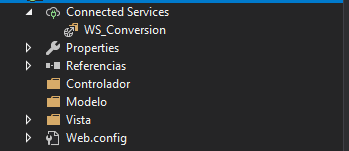 Connected Services
WS_Conversion
Properties
Referencias
Controlador
Modelo
Vista
Web.config